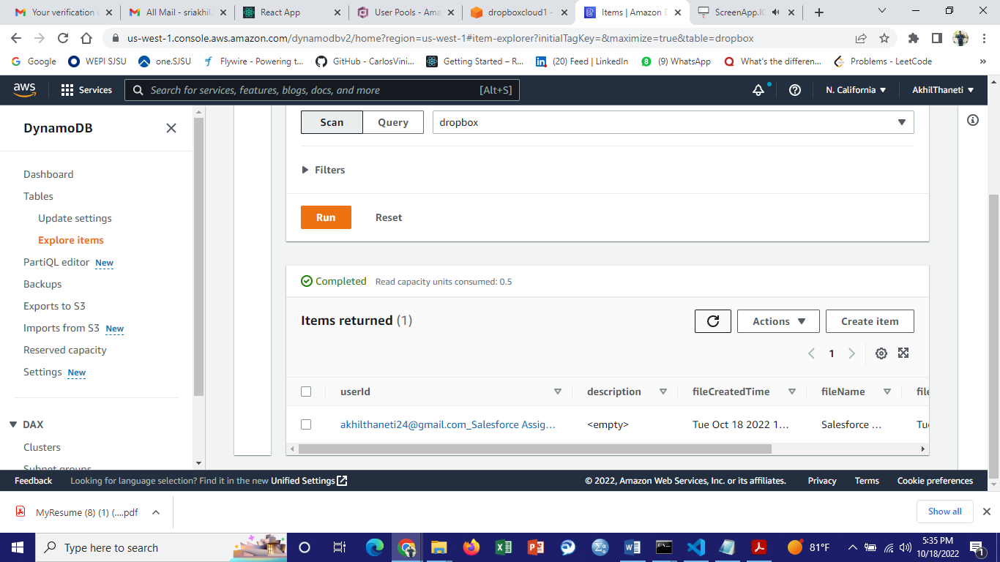 Your verification
All Mail - sriakhil.
React App
User Pools - Ama
dropboxcloud1 -
Items | Amazon D
ScreenApp.IO
us-west-1.console.aws.amazon.com/dynamodbv2/home?region=us-west-1#item-explorer?initialTagKey=&maximize=true&table=dropbox
Google
WEPI SJSU
one.SJSU
Flywire - Powering t...
GitHub - CarlosVini...
Getting Started – R...
(20) Feed | LinkedIn
(9) WhatsApp
What's the differen...
Problems - LeetCode
»
aws
Services
Search for services, features, blogs, docs, and more
[Alt+S]
N. California
AkhilThaneti
DynamoDB
Dashboard
Tables
Update settings
Explore items
PartiQL editor New
Backups
Exports to S3
Imports from S3 New
Reserved capacity
Settings New
DAX
Clusters
Subnet groups
Scan
Query
dropbox
Filters
Run
Reset
Completed
Read capacity units consumed: 0.5
Items returned (1)
Actions
Create item
1
userId
description
fileCreatedTime
fileName
file
akhilthaneti24@gmail.com_Salesforce Assig...
<empty>
Tue Oct 18 2022 1...
Salesforce ...
Tue
Feedback
Looking for language selection? Find it in the new Unified Settings
© 2022, Amazon Web Services, Inc. or its affiliates.
Privacy
Terms
Cookie preferences
MyResume (8) (1) (....pdf
Show all
Type here to search
81°F
5:35 PM
10/18/2022
1